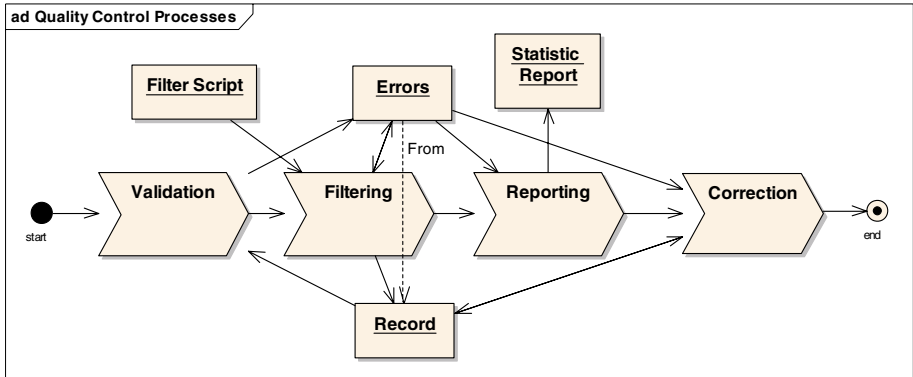 ad Quality Control Processes
Statistic
Report
Filter Script
Errors
From
Validation
Filtering
Reporting
Correction
start
end
Record